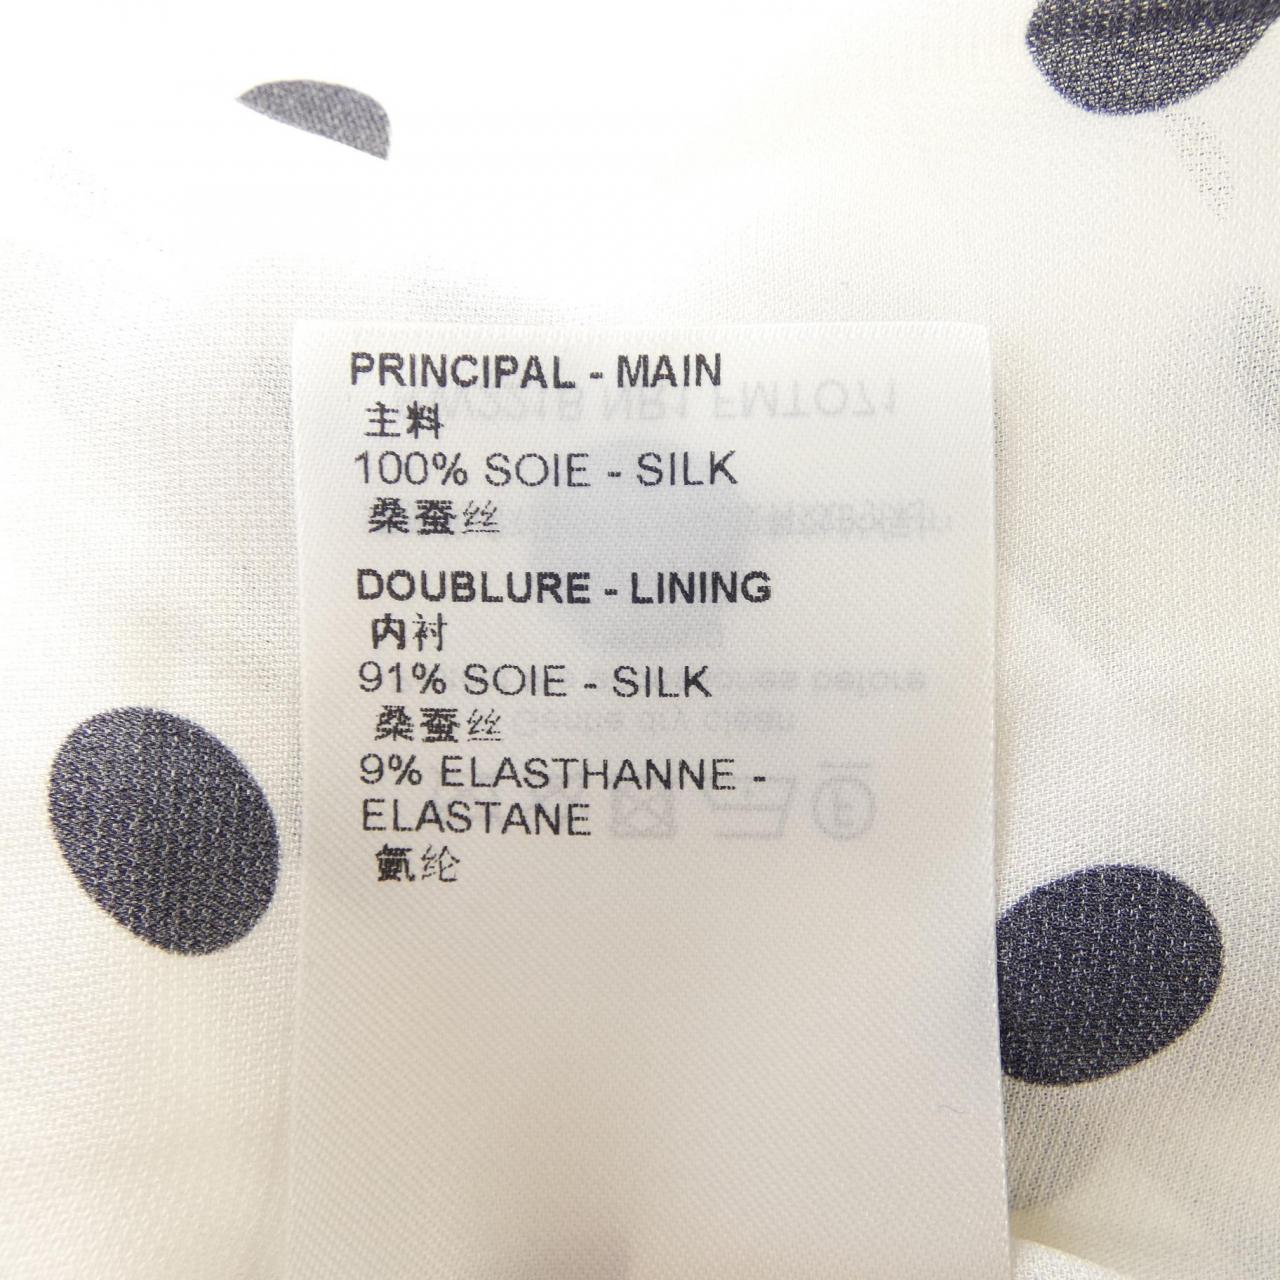 PRINCIPAL - MAIN
主料
100% SOIE - SILK
桑蚕丝
DOUBLURE - LINING
内衬
91% SOIE - SILK
桑蚕丝
9% ELASTHANNE -
ELASTANE
氨纶